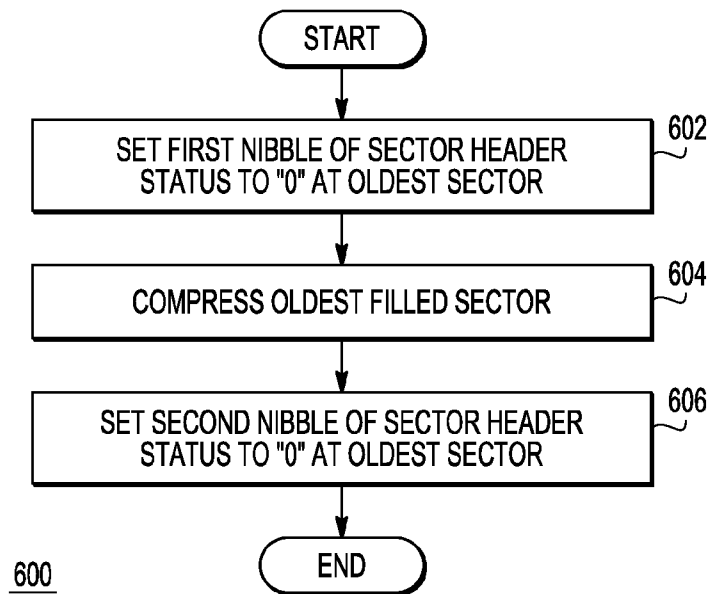 START
602
SET FIRST NIBBLE OF SECTOR HEADER
STATUS TO "0" AT OLDEST SECTOR
604
COMPRESS OLDEST FILLED SECTOR
606
SET SECOND NIBBLE OF SECTOR HEADER
STATUS TO "0" AT OLDEST SECTOR
END
600